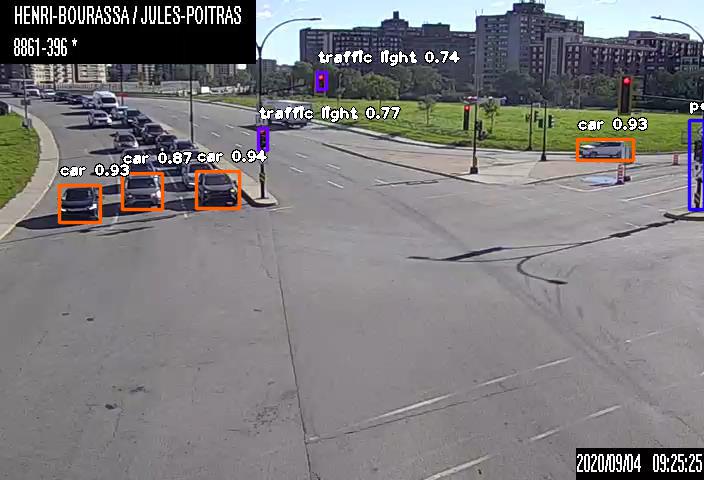 HENRI-BOURASSA / JULES-POITRAS
8861-396 *
traffic light 0.74
traffic light 0.77
pe
car 0.93
car 0.94
car 0.87
car 0.93
2020/09/04 09:25:25